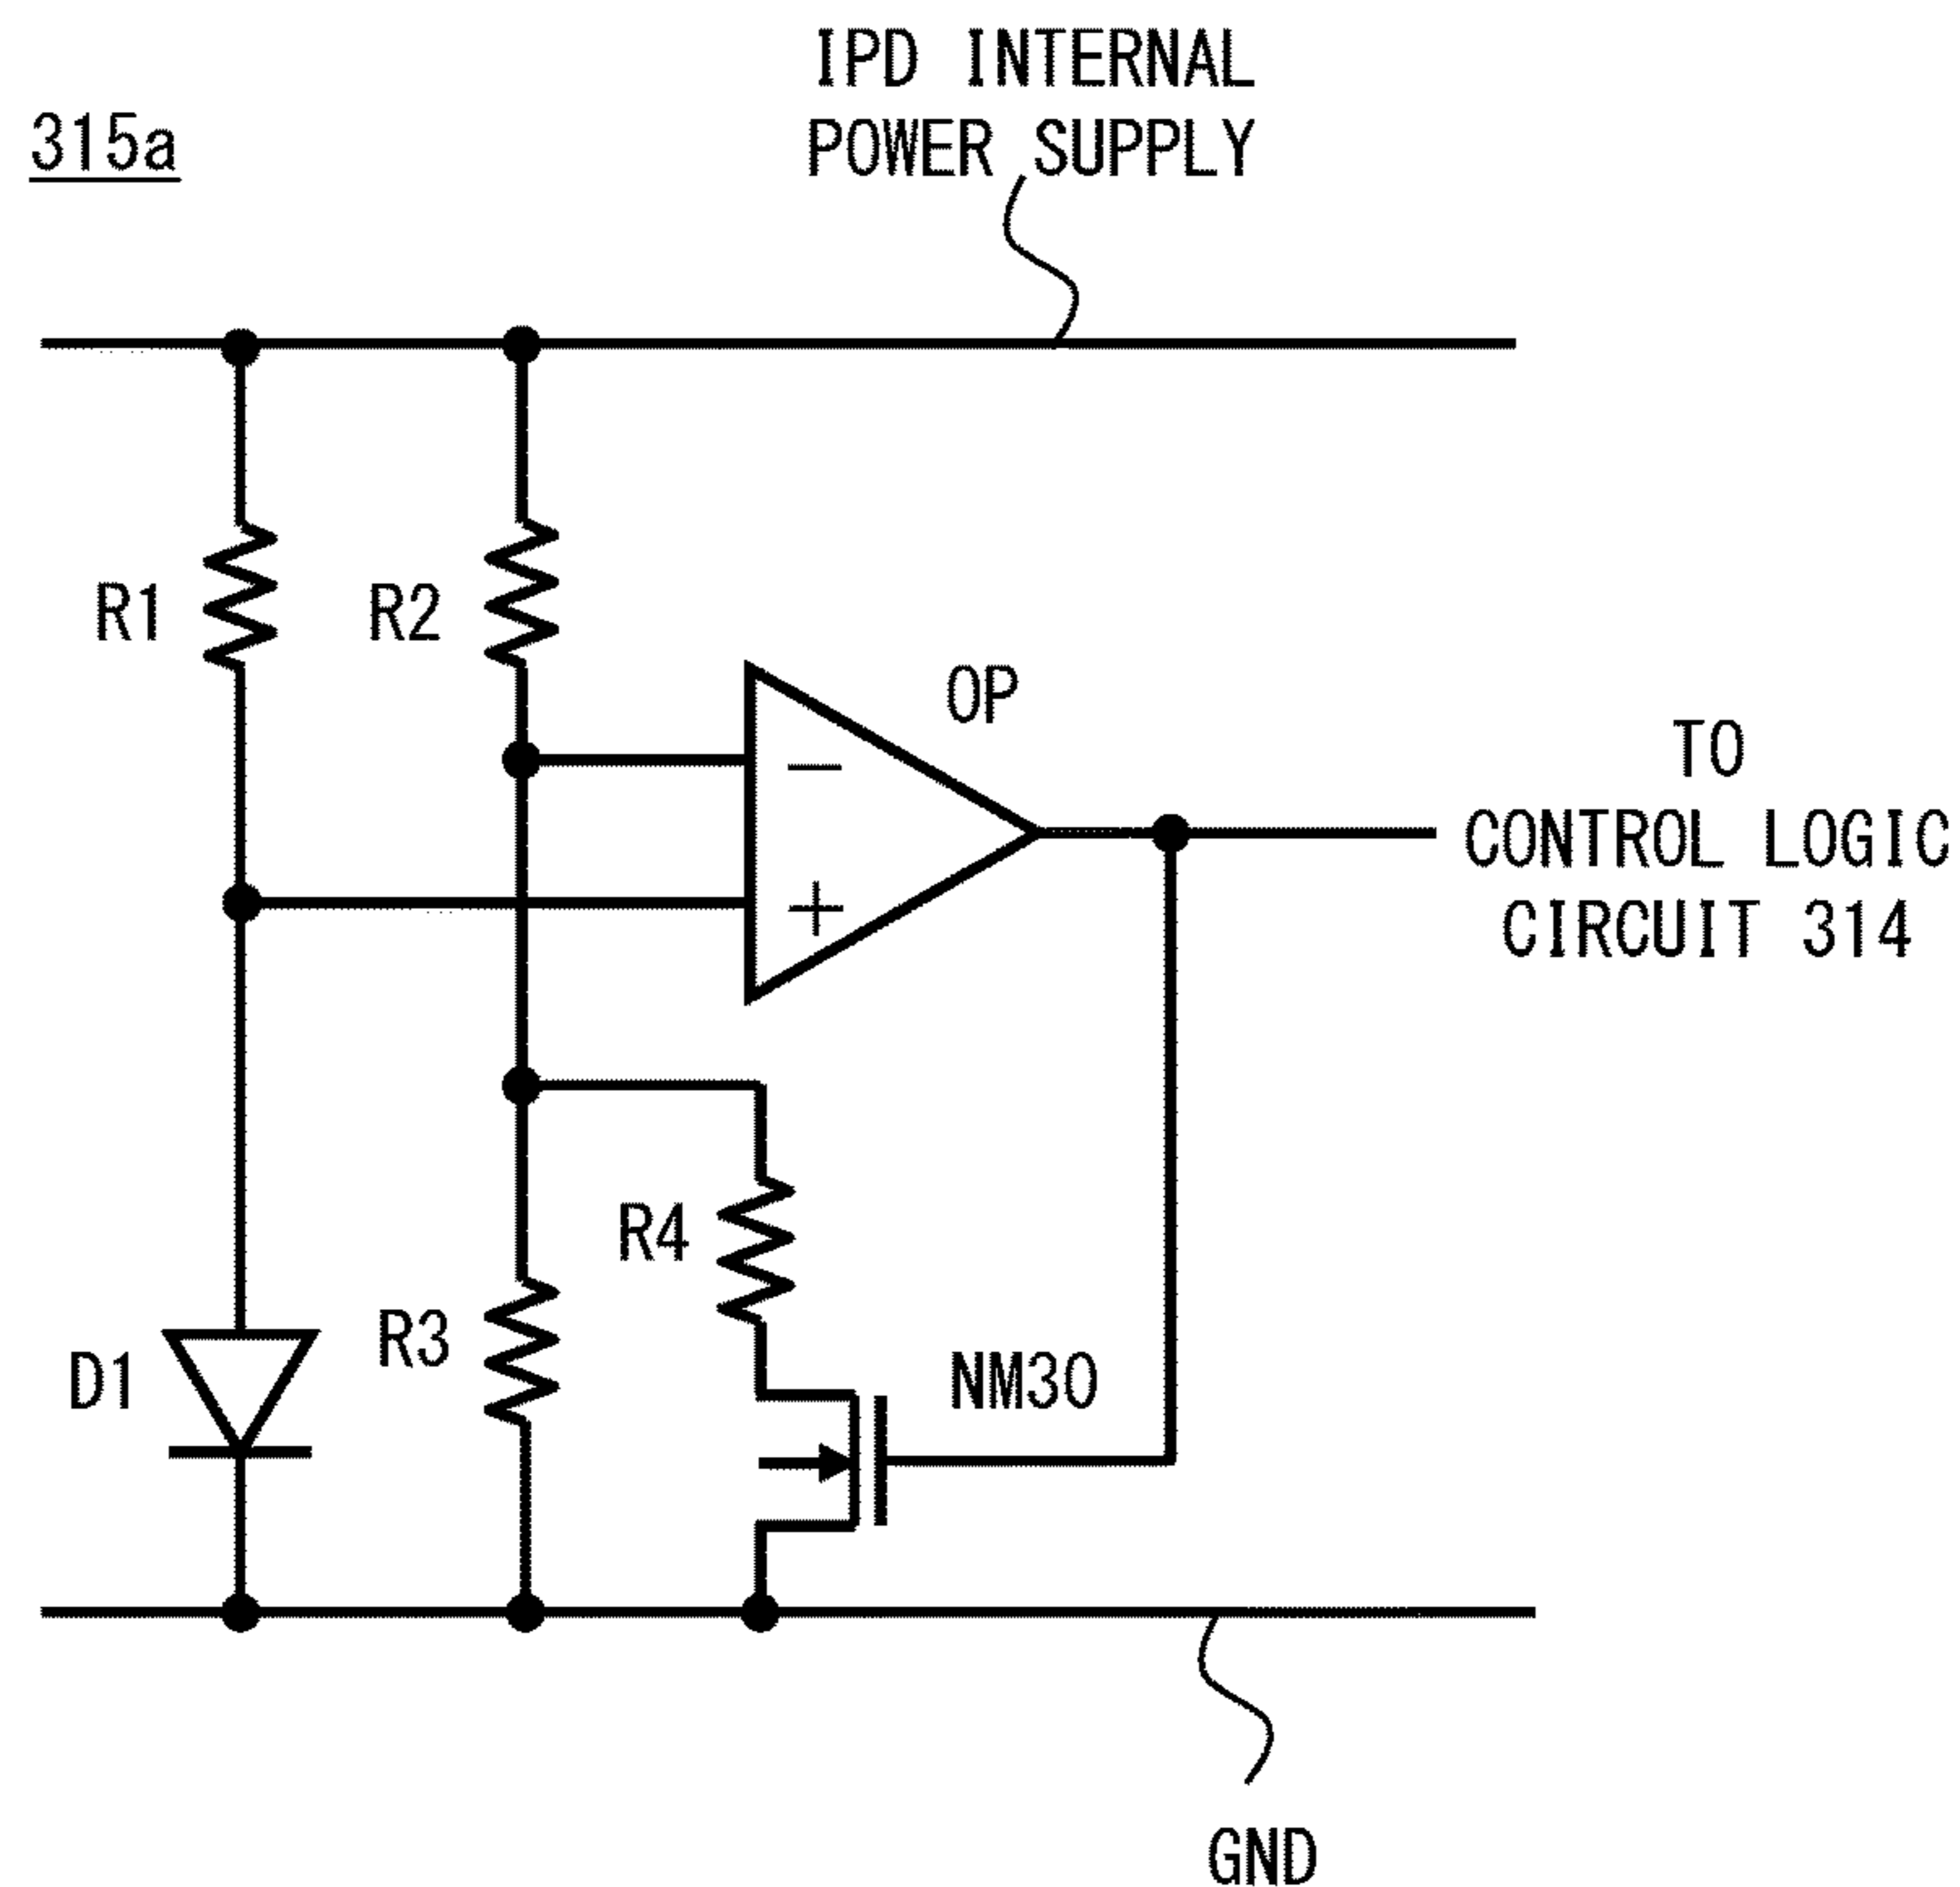 315a
IPD INTERNAL
POWER SUPPLY
R1
R2
OP
−
+
TO
CONTROL LOGIC
CIRCUIT 314
R4
R3
D1
NM30
GND